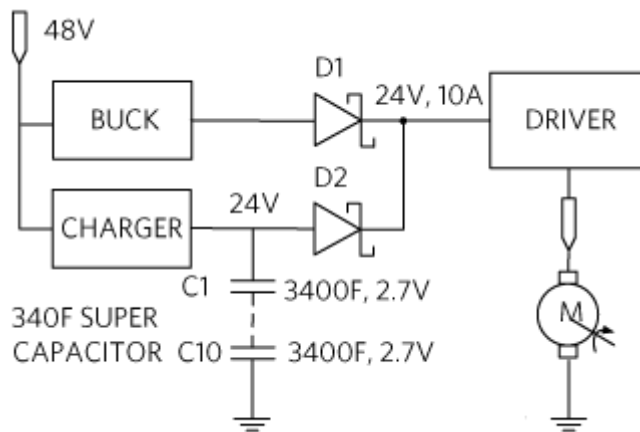 48V
D1
BUCK
24V, 10A
DRIVER
D2
24V
CHARGER
C1
3400F, 2.7V
M
340F SUPER
CAPACITOR
C10
3400F, 2.7V